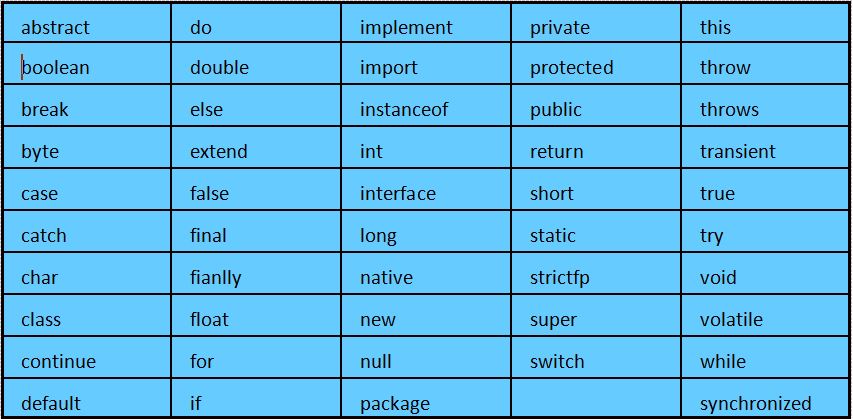 abstract do implement private this
boolean double import protected throw
break else instanceof public throws
byte extend int return transient
case false interface short true
catch final long static try
char fianlly native strictfp void
class float new super volatile
continue for null switch while
default if package synchronized